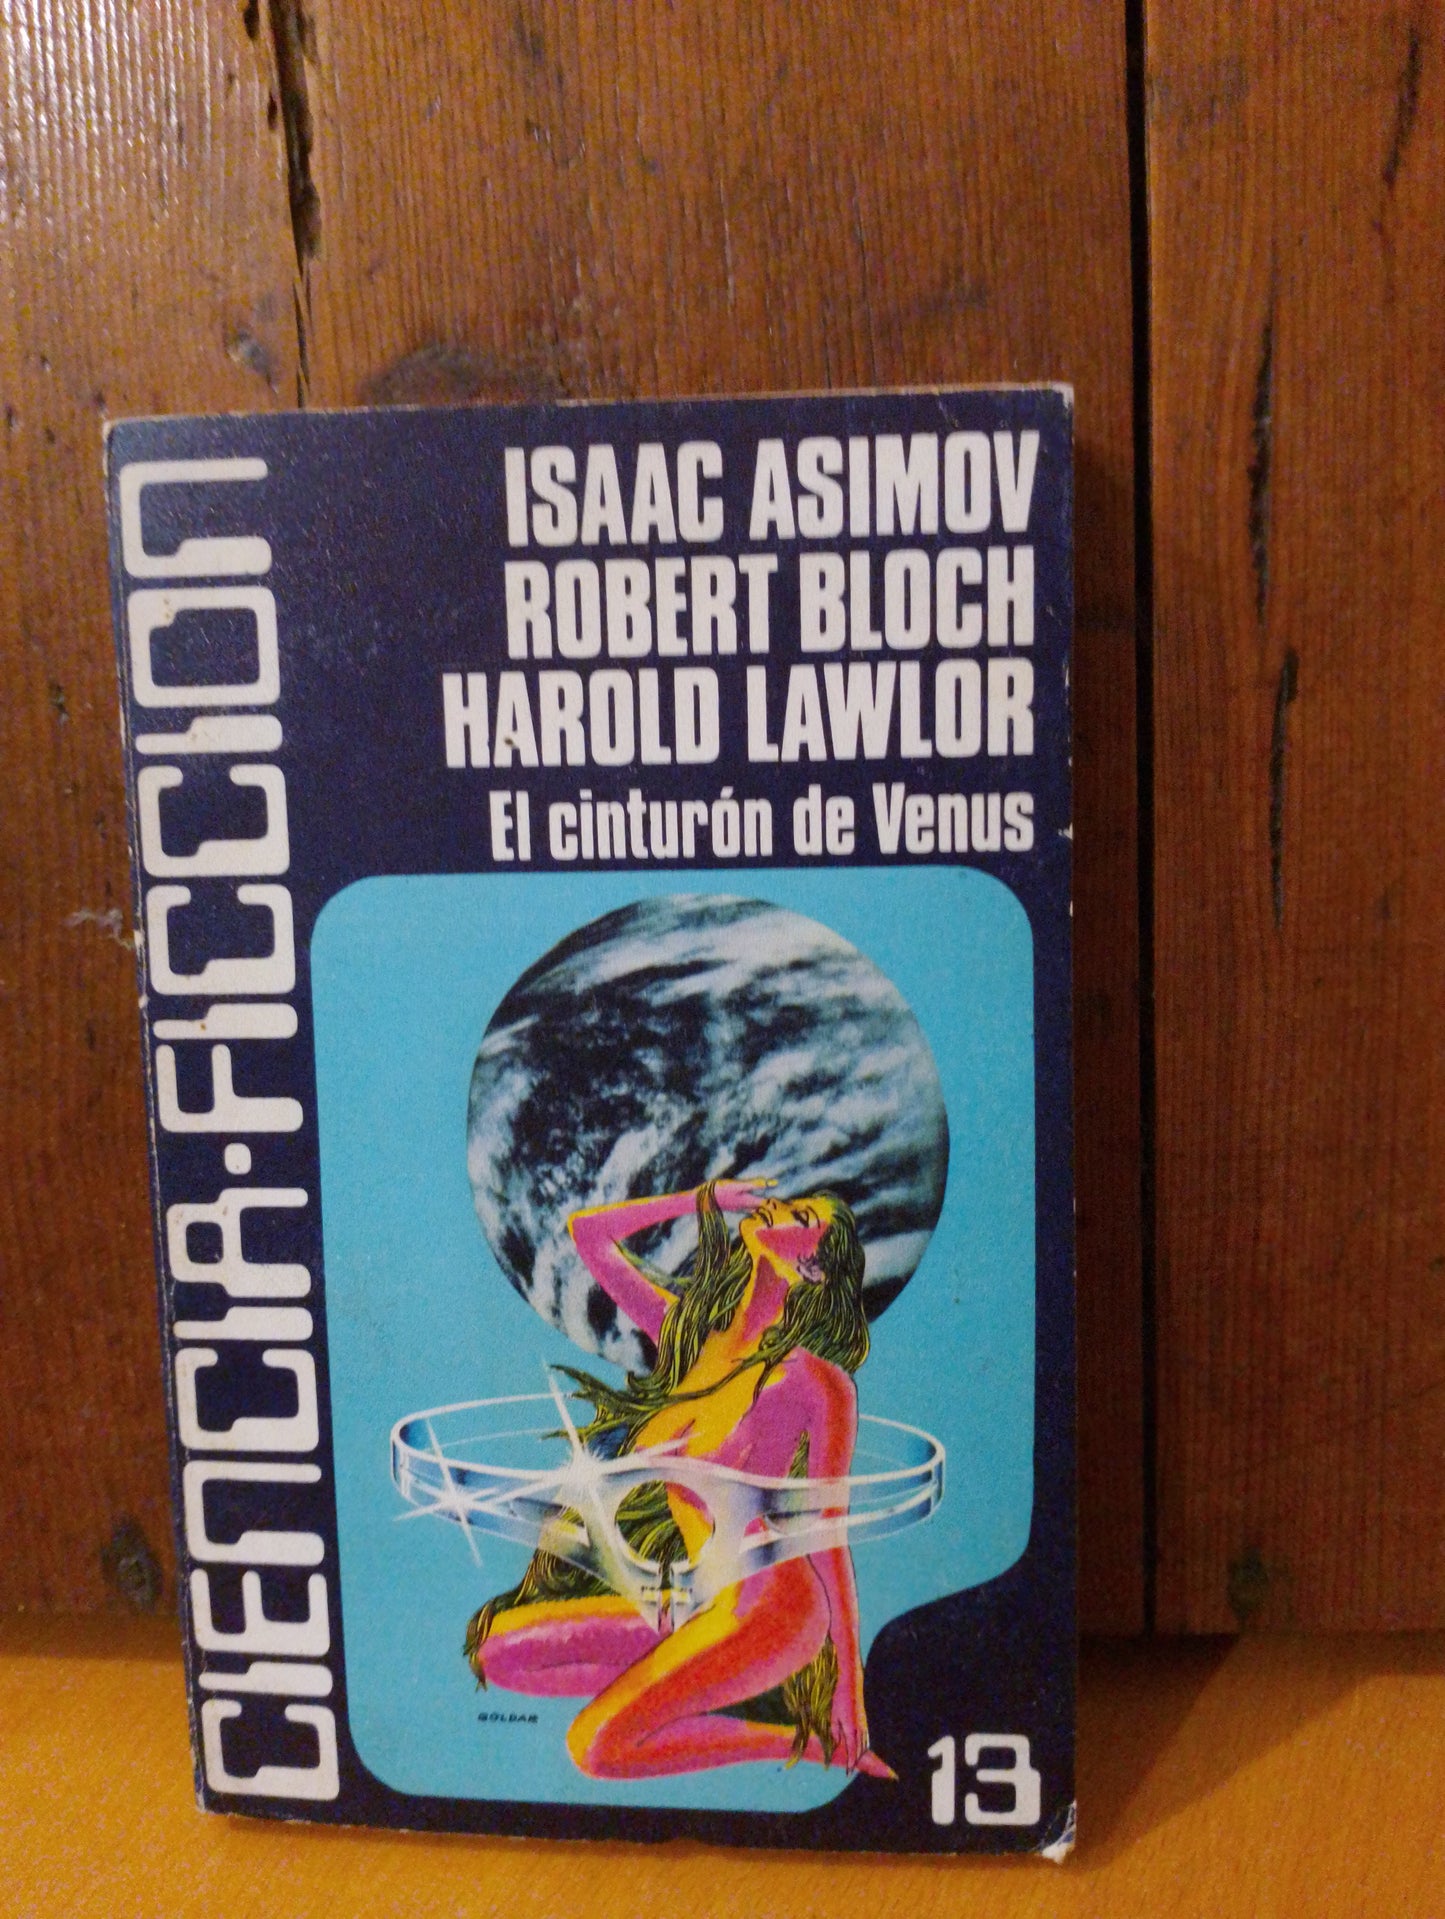 CIENCIA-FICCION
ISAAC ASIMOV
ROBERT BLOCH
HAROLD LAWLOR
El cinturón de Venus
GOLDAR
13